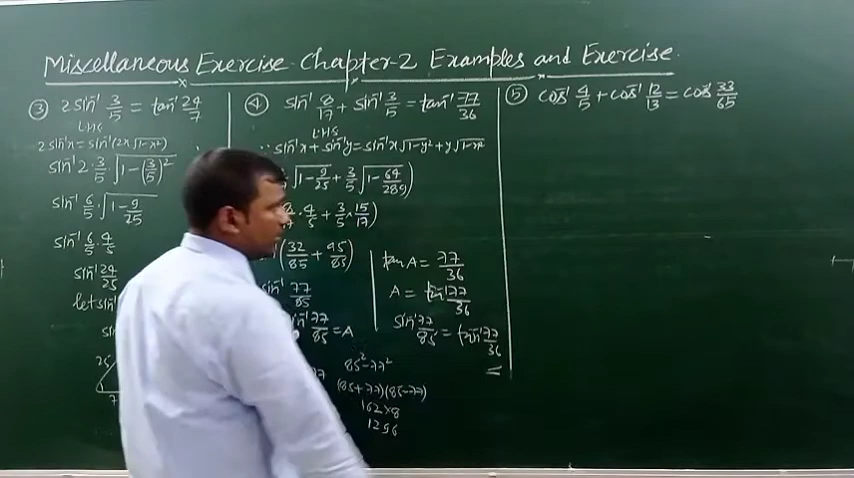 Miscellaneous Exercise Chapter-2 Examples and Exercise.
③ 2sin⁻¹ 3/5 = tan⁻¹ 24/7
LHS
2sin⁻¹x = sin⁻¹(2x√1-x²)
sin⁻¹ 2·3/5·√1-(3/5)²
sin⁻¹ 6/5·√1-9/25
sin⁻¹ 6/5·4/5
sin⁻¹ 24/25
let sin⁻¹
25
7
④ sin⁻¹ 8/17 + sin⁻¹ 3/5 = tan⁻¹ 77/36
LHS
∵ sin⁻¹x + sin⁻¹y = sin⁻¹x√1-y² + y√1-x²
√1-9/25 + 3/5√1-64/289)
· 4/5 + 3/5 × 15/17)
(32/85 + 45/85)
sin⁻¹ 77/85
77/85 = A
85² - 77²
(85+77)(85-77)
162×8
1256
tan A = 77/36
A = tan⁻¹ 77/36
sin⁻¹ 77/85 = tan⁻¹ 77/36
⑤ cos⁻¹ 4/5 + cos⁻¹ 12/13 = cos⁻¹ 33/65